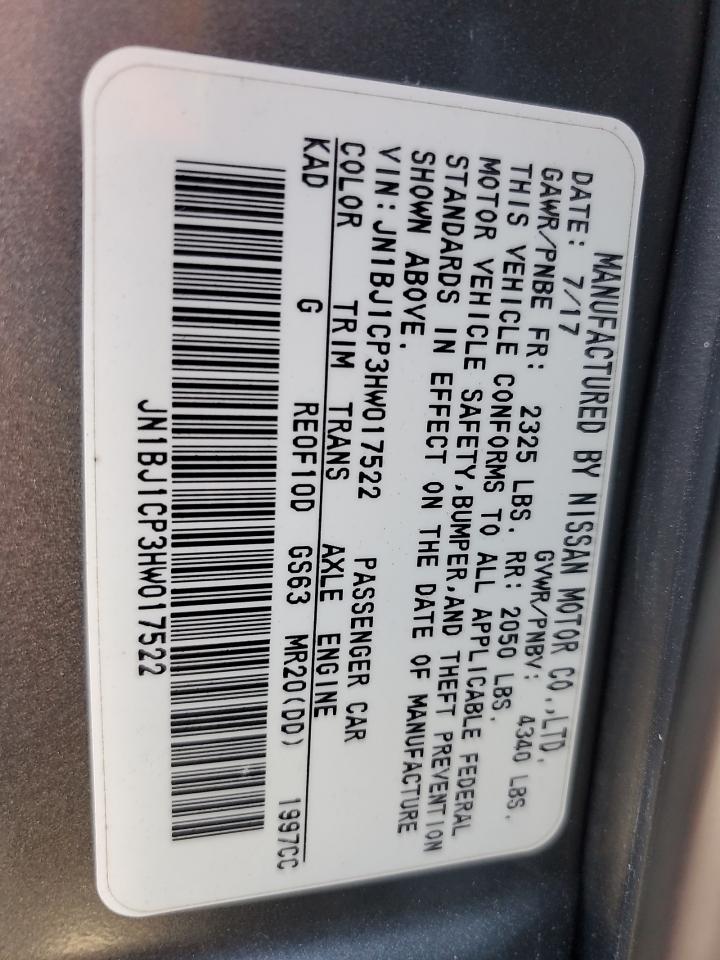 MANUFACTURED BY NISSAN MOTOR CO.,LTD.
DATE: 7/17 GVWR/PNBV: 4340 LBS.
GAWR/PNBE FR: 2325 LBS. RR: 2050 LBS.
THIS VEHICLE CONFORMS TO ALL APPLICABLE FEDERAL
MOTOR VEHICLE SAFETY,BUMPER,AND THEFT PREVENTION
STANDARDS IN EFFECT ON THE DATE OF MANUFACTURE
SHOWN ABOVE.
VIN:JN1BJ1CP3HW017522 PASSENGER CAR
COLOR TRIM TRANS AXLE ENGINE
KAD G RE0F10D GS63 MR20(DD) 1997CC
JN1BJ1CP3HW017522